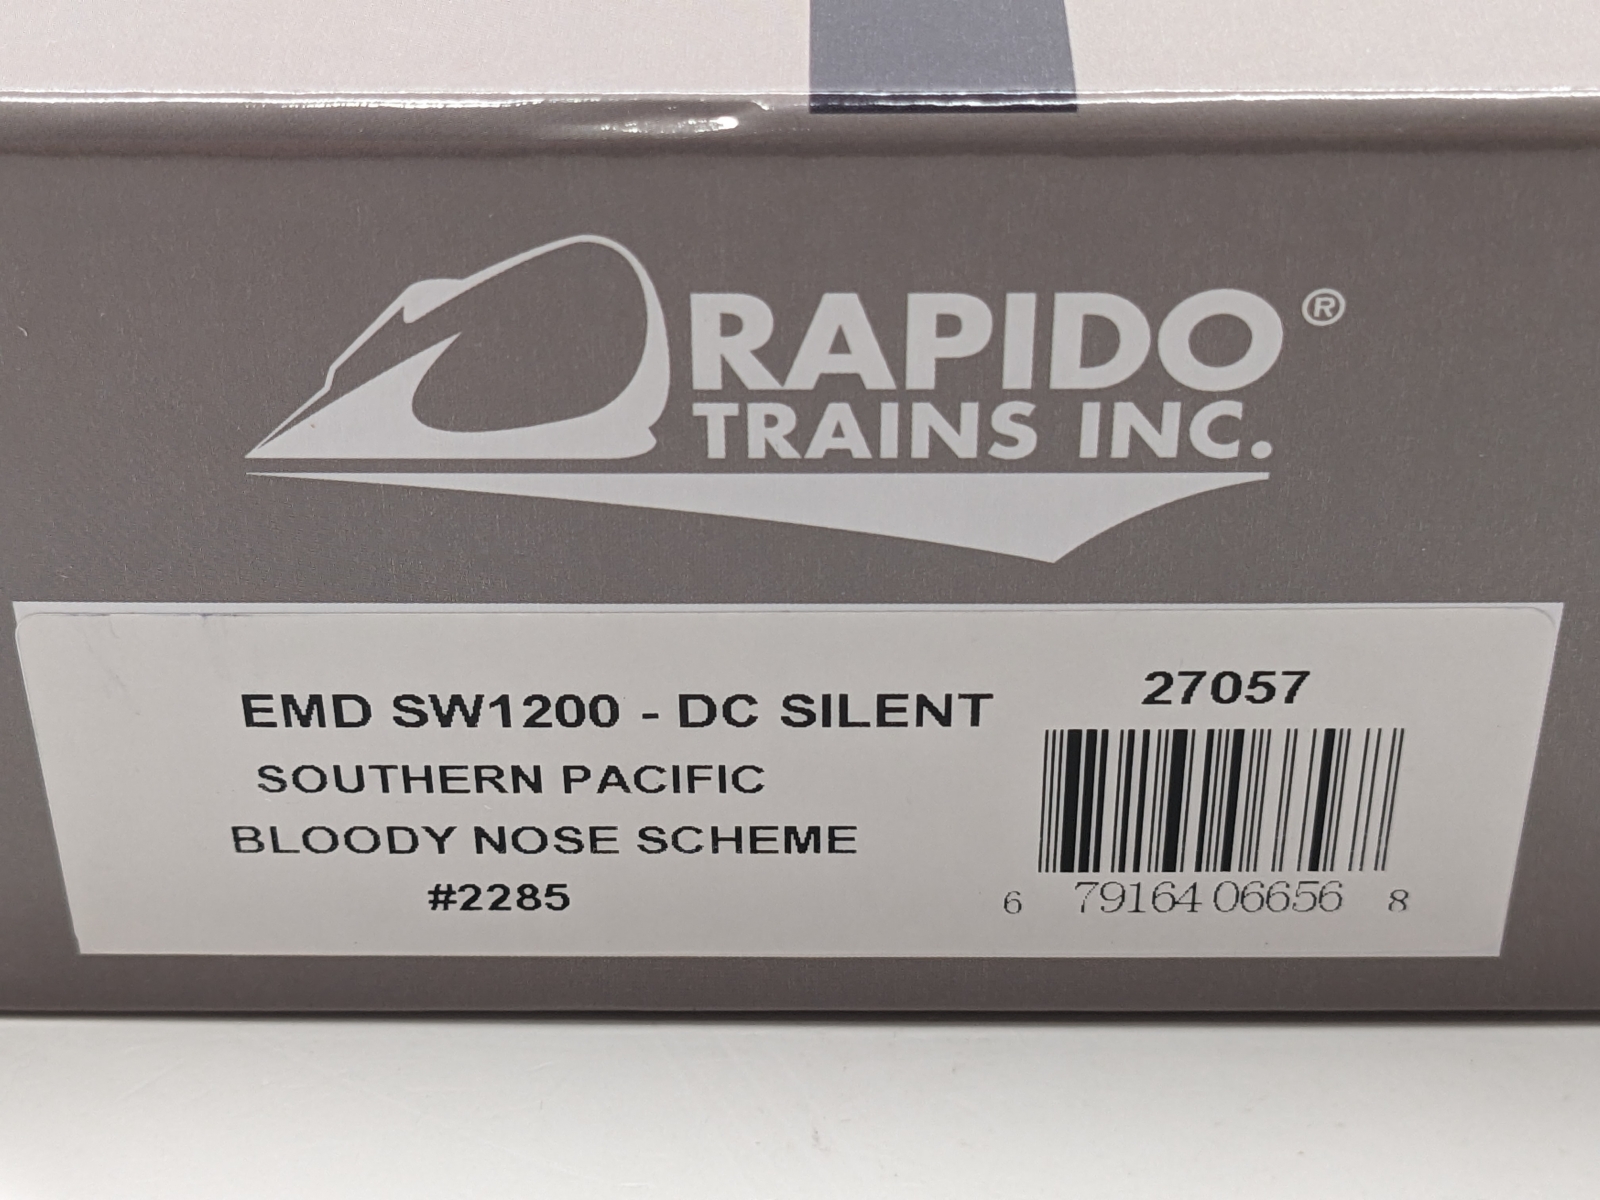 RAPIDO®
TRAINS INC.
EMD SW1200 - DC SILENT
SOUTHERN PACIFIC
BLOODY NOSE SCHEME
#2285
27057
6 79164 06656 8